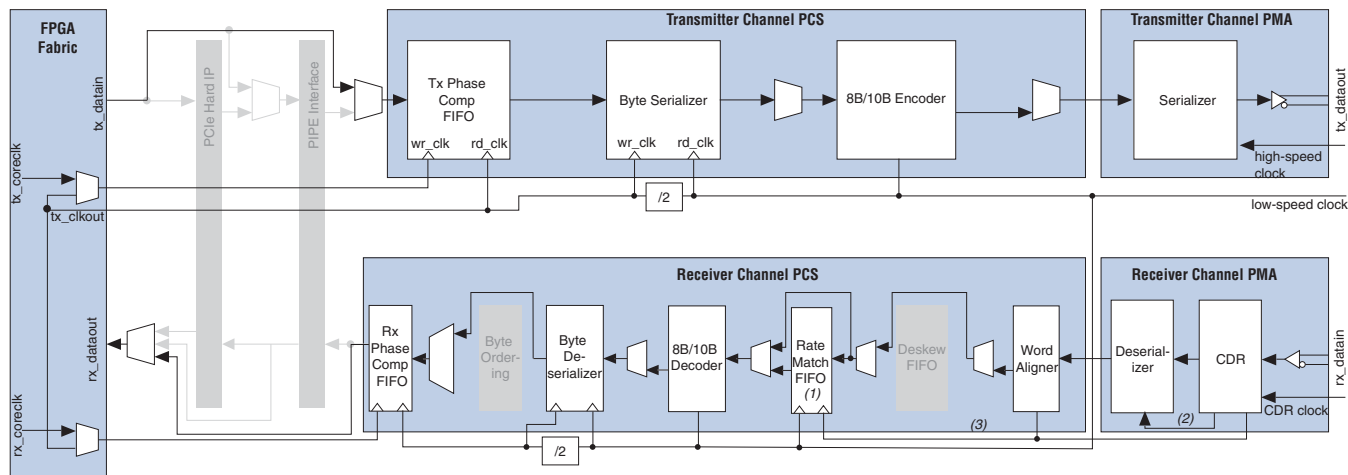 FPGA
Fabric
Transmitter Channel PCS
Transmitter Channel PMA
tx_datain
PCIe Hard IP
PIPE Interface
Tx Phase
Comp
FIFO
wr_clk
rd_clk
Byte Serializer
wr_clk
rd_clk
8B/10B Encoder
Serializer
tx_dataout
high-speed
clock
tx_coreclk
/2
tx_clkout
low-speed clock
Receiver Channel PCS
Receiver Channel PMA
rx_dataout
Rx
Phase
Comp
FIFO
Byte
Order-
ing
Byte
De-
serializer
8B/10B
Decoder
Rate
Match
FIFO
(1)
Deskew
FIFO
Word
Aligner
Deserial-
izer
CDR
rx_datain
CDR clock
(3)
(2)
rx_coreclk
/2